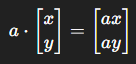 a · [x y] = [ax ay]